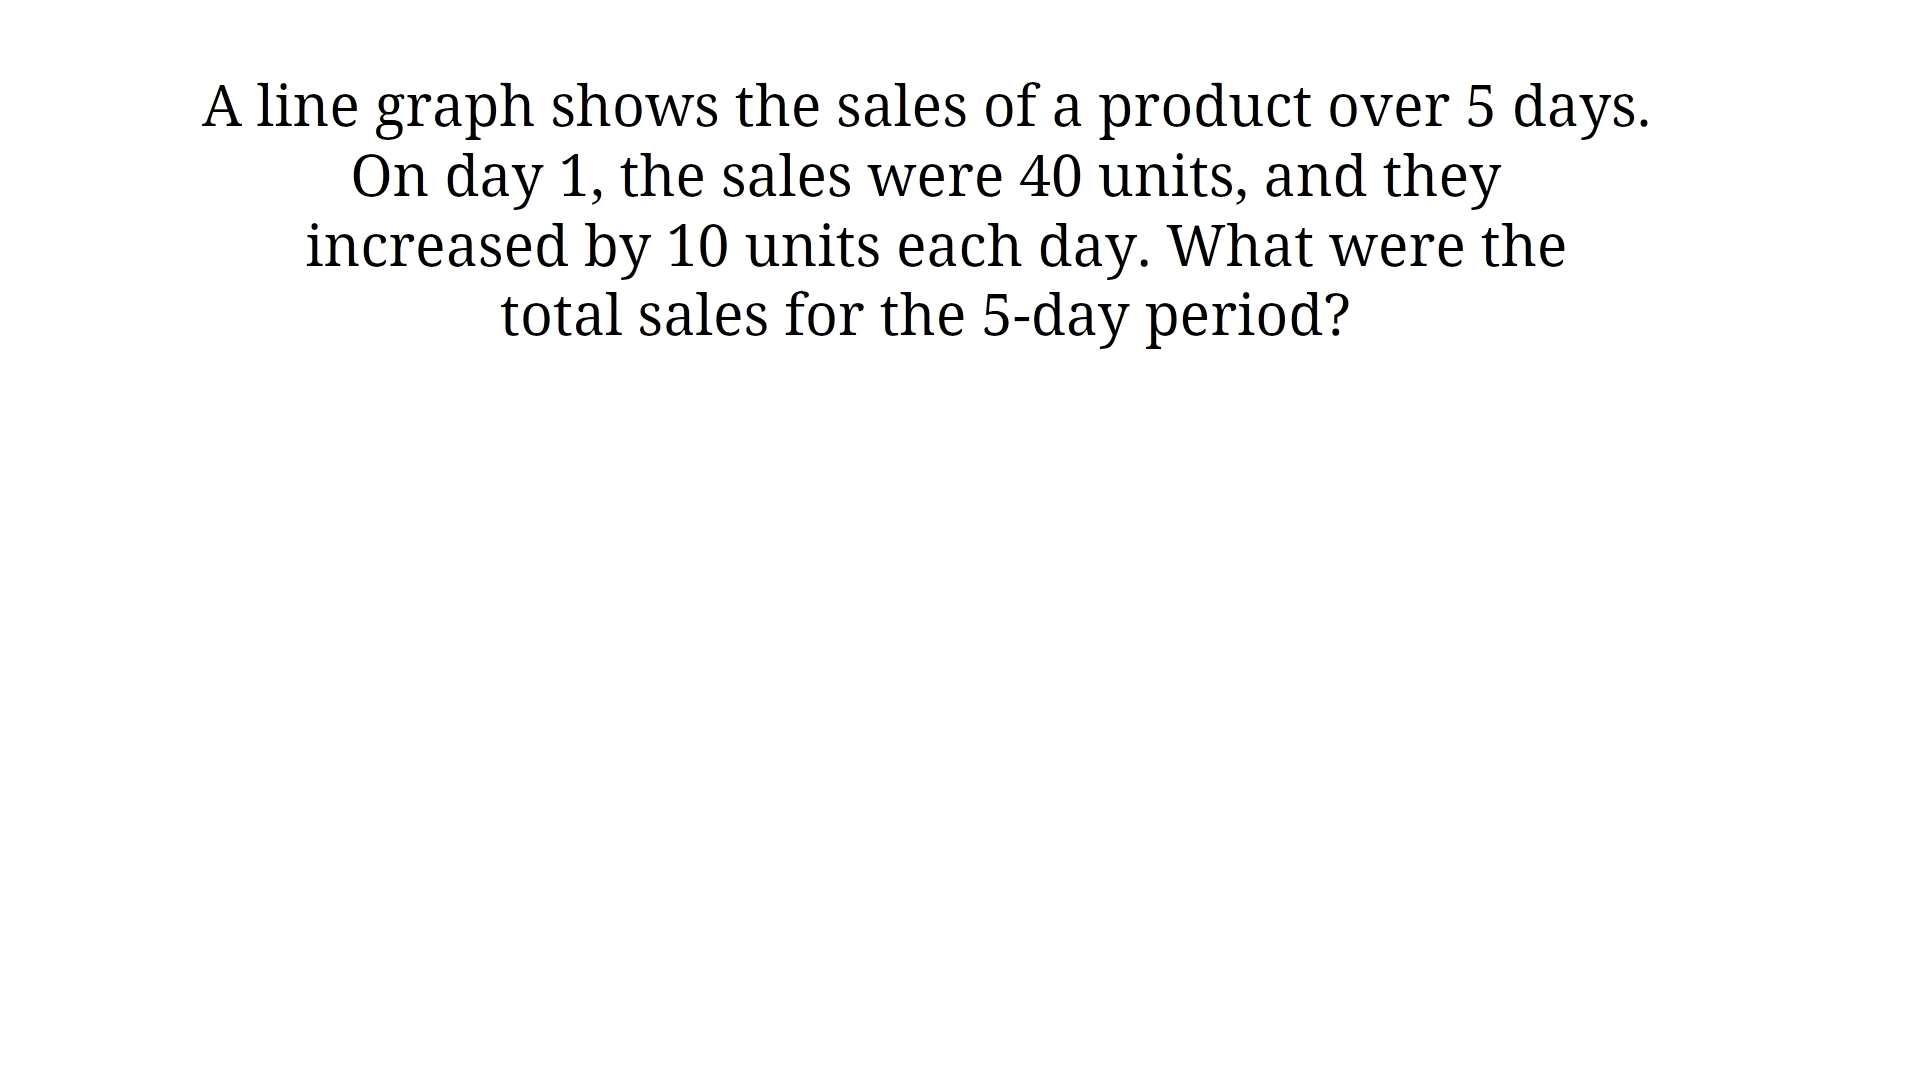 A line graph shows the sales of a product over 5 days.
On day 1, the sales were 40 units, and they
increased by 10 units each day. What were the
total sales for the 5-day period?